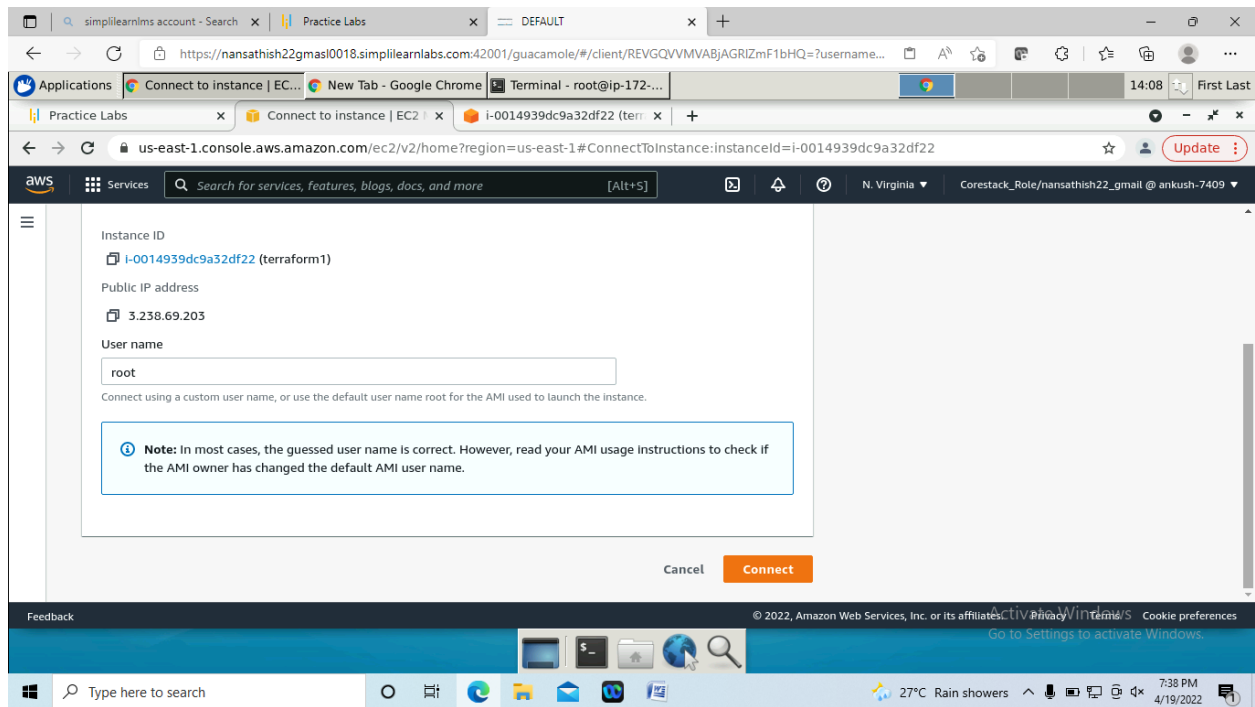 simplilearnlms account - Search
Practice Labs
DEFAULT
https://nansathish22gmasl0018.simplilearnlabs.com:42001/guacamole/#/client/REVGQVVMVABjAGRlZmF1bHQ=?username...
Applications
Connect to instance | EC...
New Tab - Google Chrome
Terminal - root@ip-172-...
14:08
First Last
Practice Labs
Connect to instance | EC2
i-0014939dc9a32df22 (terr
us-east-1.console.aws.amazon.com/ec2/v2/home?region=us-east-1#ConnectToInstance:instanceId=i-0014939dc9a32df22
Update
aws
Services
Search for services, features, blogs, docs, and more
[Alt+S]
N. Virginia
Corestack_Role/nansathish22_gmail @ ankush-7409
Instance ID
i-0014939dc9a32df22 (terraform1)
Public IP address
3.238.69.203
User name
root
Connect using a custom user name, or use the default user name root for the AMI used to launch the instance.
Note: In most cases, the guessed user name is correct. However, read your AMI usage instructions to check if
the AMI owner has changed the default AMI user name.
Cancel
Connect
Feedback
© 2022, Amazon Web Services, Inc. or its affiliates.
Privacy
Terms
Cookie preferences
Activate Windows
Go to Settings to activate Windows.
Type here to search
27°C Rain showers
7:38 PM
4/19/2022
1